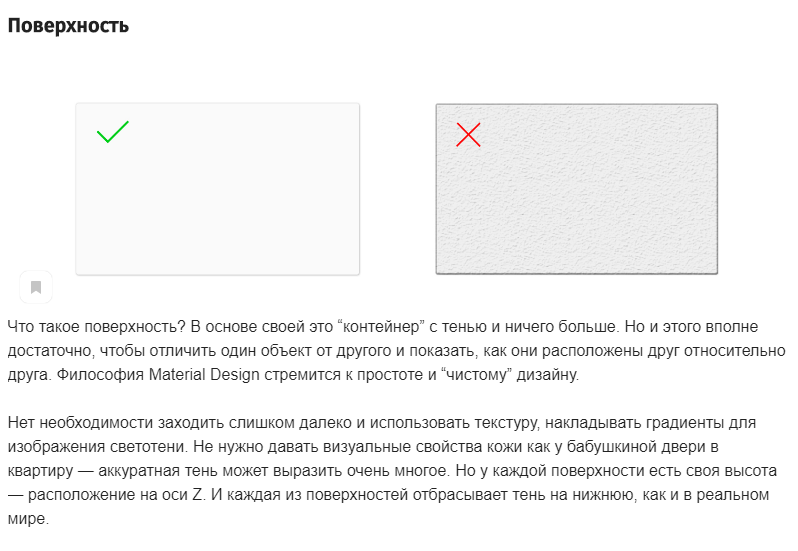 Поверхность
Что такое поверхность? В основе своей это “контейнер” с тенью и ничего больше. Но и этого вполне
достаточно, чтобы отличить один объект от другого и показать, как они расположены друг относительно
друга. Философия Material Design стремится к простоте и “чистому” дизайну.
Нет необходимости заходить слишком далеко и использовать текстуру, накладывать градиенты для
изображения светотени. Не нужно давать визуальные свойства кожи как у бабушкиной двери в
квартиру — аккуратная тень может выразить очень многое. Но у каждой поверхности есть своя высота
— расположение на оси Z. И каждая из поверхностей отбрасывает тень на нижнюю, как и в реальном
мире.